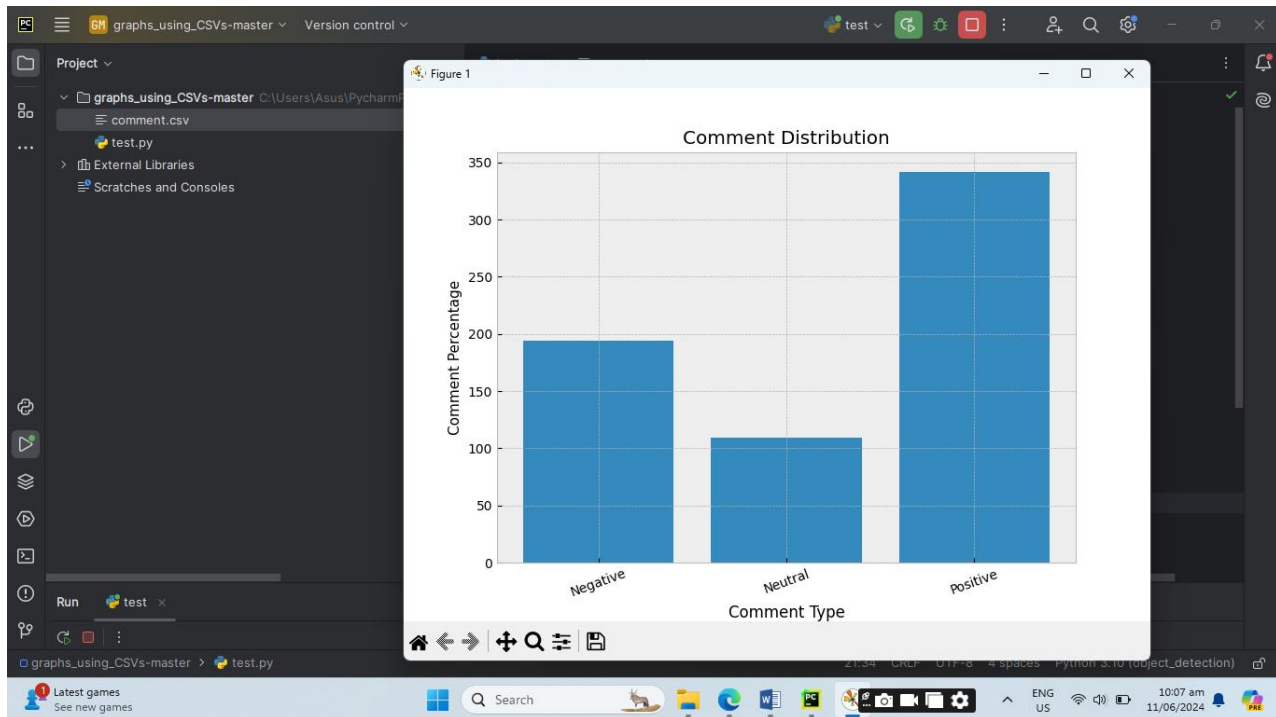 PC GM graphs_using_CSVs-master Version control test
Project
graphs_using_CSVs-master C:\Users\Asus\PycharmP
comment.csv
test.py
External Libraries
Scratches and Consoles
Figure 1
Comment Distribution
350
300
250
200
150
100
50
0
Comment Percentage
Negative Neutral Positive
Comment Type
Run test
graphs_using_CSVs-master > test.py
21:34 CRLF UTF-8 4 spaces Python 3.10 (object_detection)
1
Latest games
See new games
Search
W
PC
ENG
US
10:07 am
11/06/2024
PRE